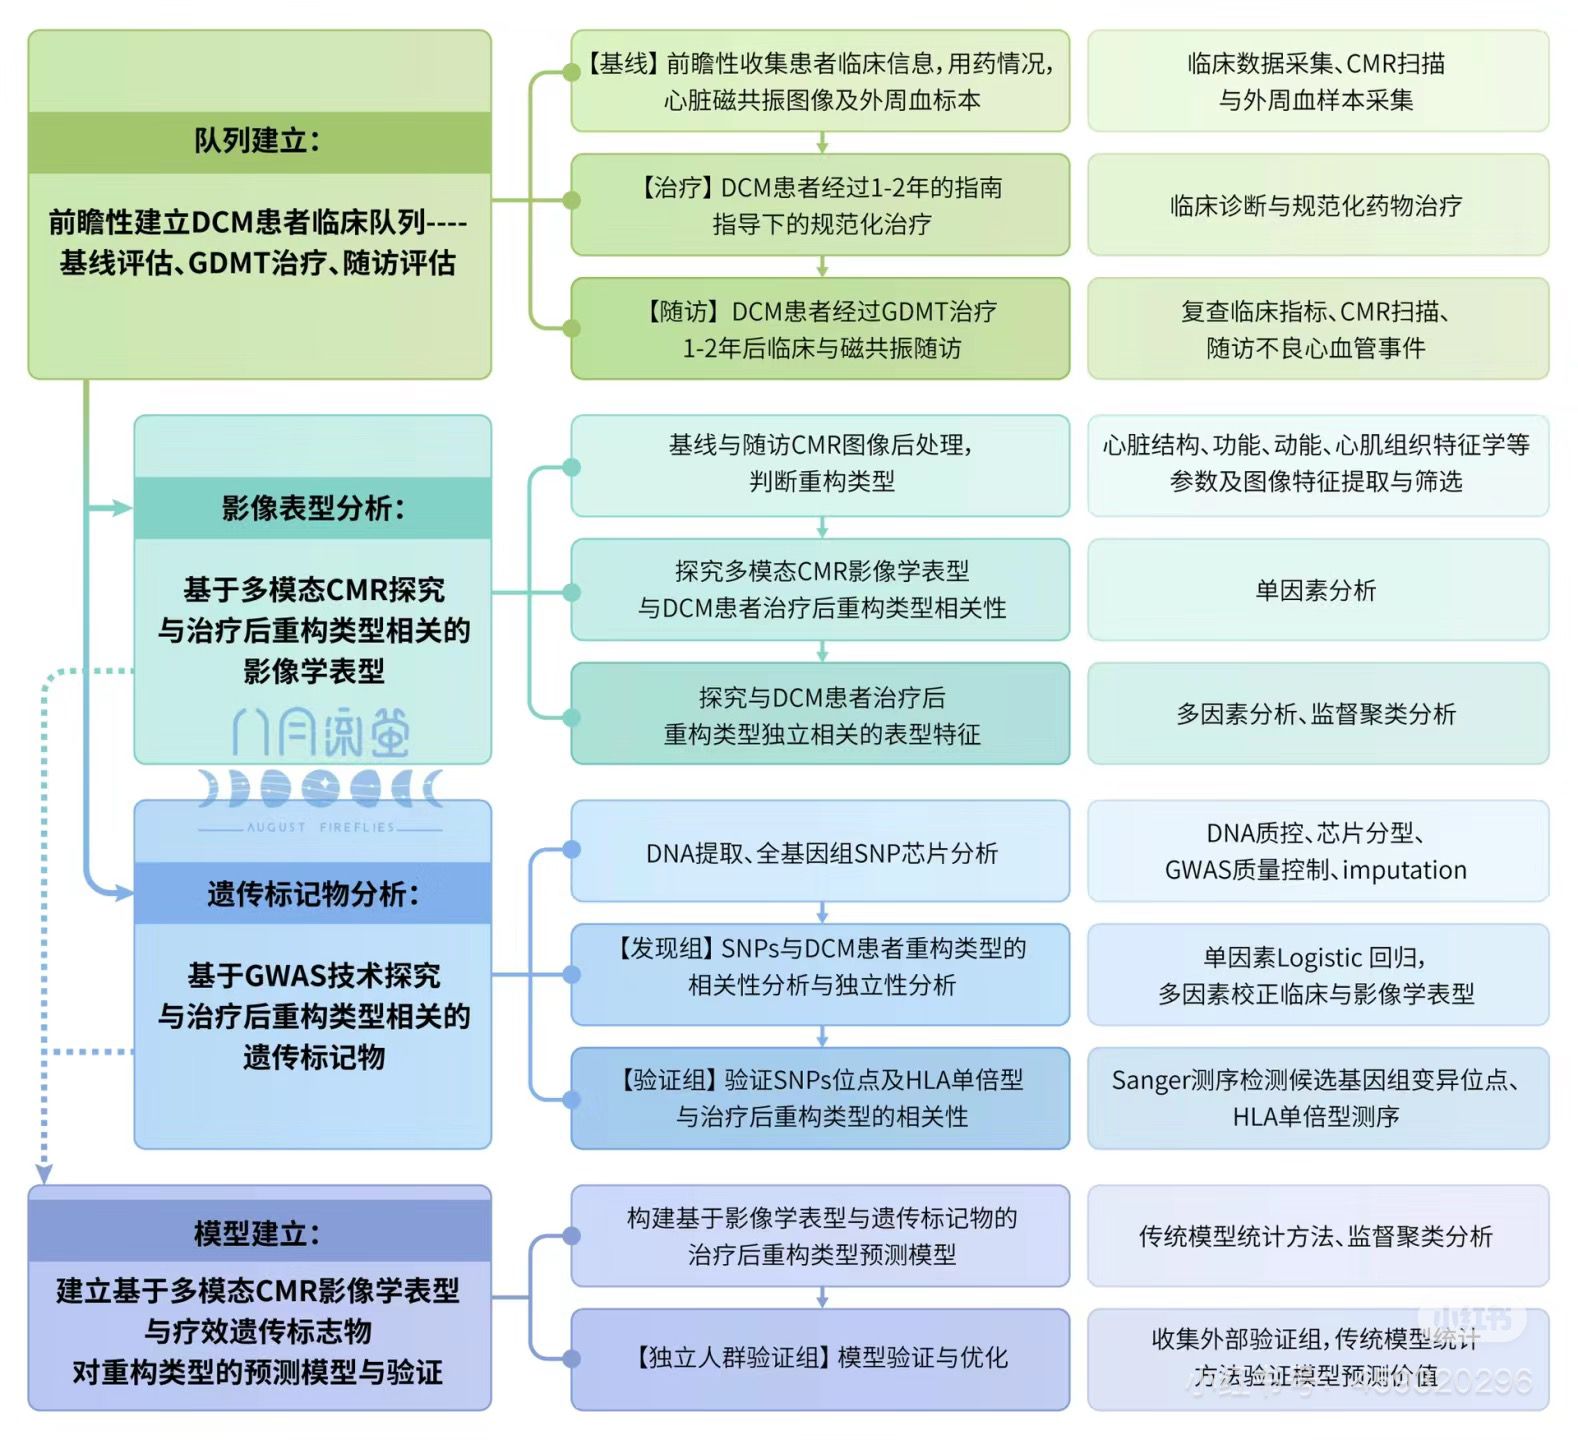 队列建立：
前瞻性建立DCM患者临床队列----
基线评估、GDMT治疗、随访评估
【基线】前瞻性收集患者临床信息，用药情况，
心脏磁共振图像及外周血标本
临床数据采集、CMR扫描
与外周血样本采集
【治疗】DCM患者经过1-2年的指南
指导下的规范化治疗
临床诊断与规范化药物治疗
【随访】DCM患者经过GDMT治疗
1-2年后临床与磁共振随访
复查临床指标、CMR扫描、
随访不良心血管事件
影像表型分析：
基于多模态CMR探究
与治疗后重构类型相关的
影像学表型
基线与随访CMR图像后处理，
判断重构类型
心脏结构、功能、动能、心肌组织特征学等
参数及图像特征提取与筛选
探究多模态CMR影像学表型
与DCM患者治疗后重构类型相关性
单因素分析
探究与DCM患者治疗后
重构类型独立相关的表型特征
多因素分析、监督聚类分析
八月流萤
AUGUST FIREFLIES
遗传标记物分析：
基于GWAS技术探究
与治疗后重构类型相关的
遗传标记物
DNA提取、全基因组SNP芯片分析
DNA质控、芯片分型、
GWAS质量控制、imputation
【发现组】SNPs与DCM患者重构类型的
相关性分析与独立性分析
单因素Logistic 回归，
多因素校正临床与影像学表型
【验证组】验证SNPs位点及HLA单倍型
与治疗后重构类型的相关性
Sanger测序检测候选基因组变异位点、
HLA单倍型测序
模型建立：
建立基于多模态CMR影像学表型
与疗效遗传标志物
对重构类型的预测模型与验证
构建基于影像学表型与遗传标记物的
治疗后重构类型预测模型
传统模型统计方法、监督聚类分析
【独立人群验证组】模型验证与优化
收集外部验证组，传统模型统计
方法验证模型预测价值
小红书
小红书号：459020296